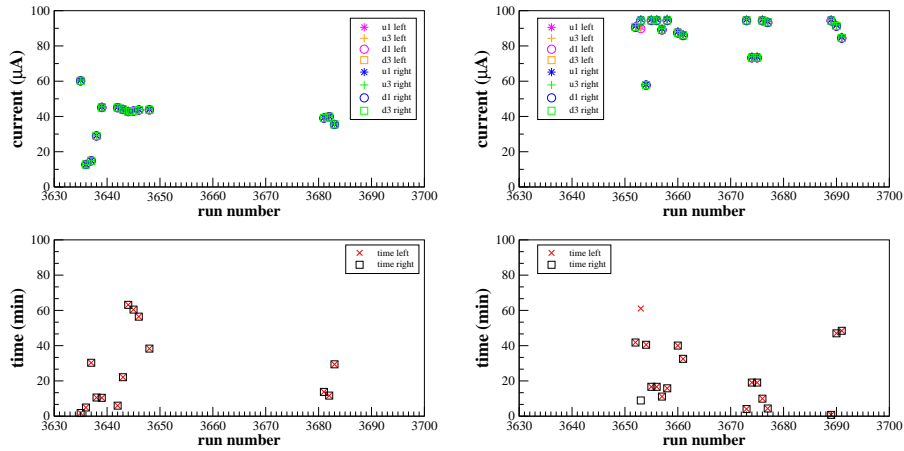 100
80
60
40
20
0
current (μA)
3630 3640 3650 3660 3670 3680 3690 3700
run number
u1 left
u3 left
d1 left
d3 left
u1 right
u3 right
d1 right
d3 right
100
80
60
40
20
0
current (μA)
3630 3640 3650 3660 3670 3680 3690 3700
run number
u1 left
u3 left
d1 left
d3 left
u1 right
u3 right
d1 right
d3 right
100
80
60
40
20
0
time (min)
3630 3640 3650 3660 3670 3680 3690 3700
run number
time left
time right
100
80
60
40
20
0
time (min)
3630 3640 3650 3660 3670 3680 3690 3700
run number
time left
time right